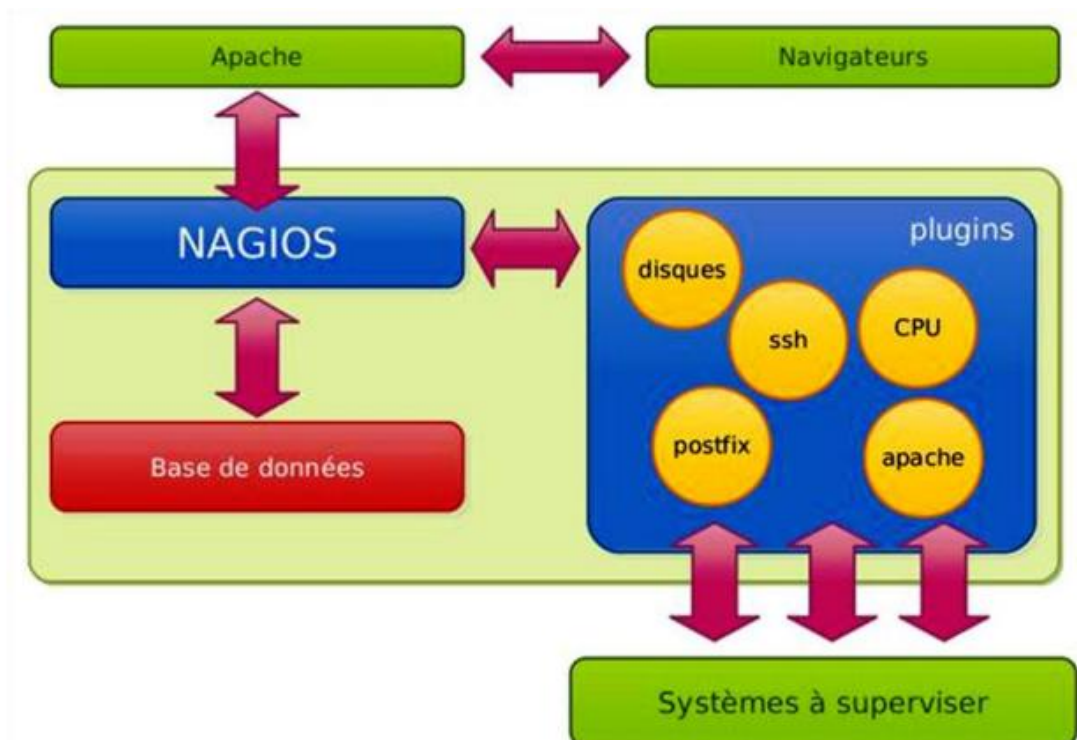 Apache
Navigateurs
NAGIOS
plugins
disques
ssh
CPU
postfix
apache
Base de données
Systèmes à superviser